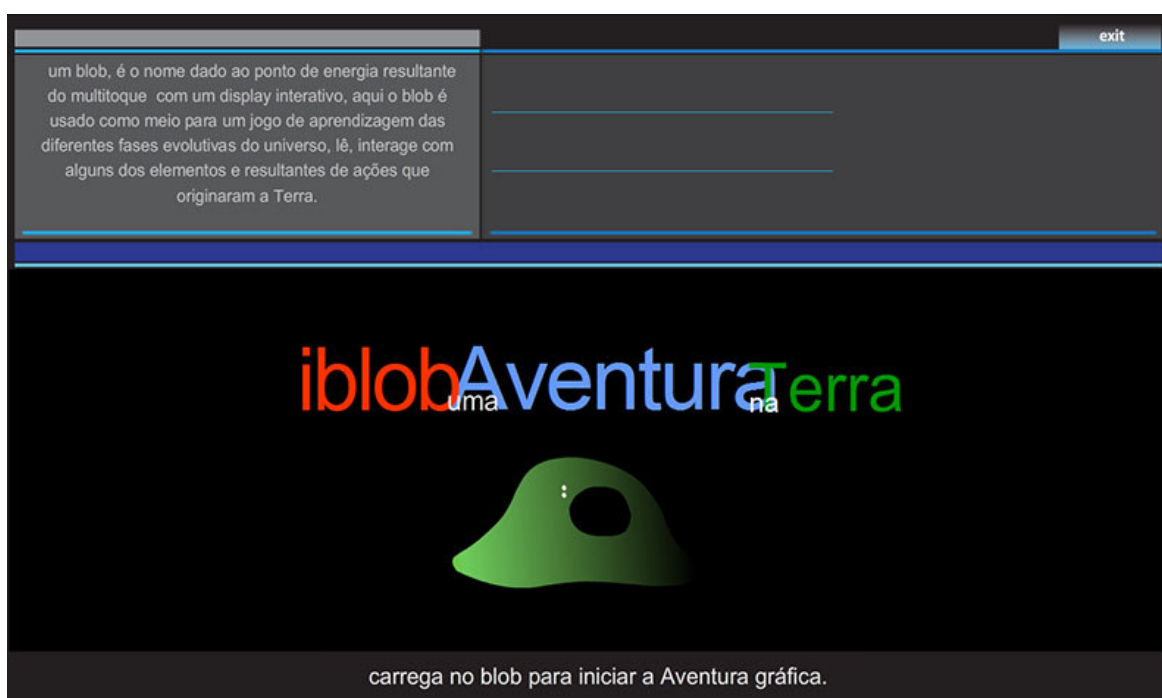 exit
um blob, é o nome dado ao ponto de energia resultante
do multitoque com um display interativo, aqui o blob é
usado como meio para um jogo de aprendizagem das
diferentes fases evolutivas do universo, lê, interage com
alguns dos elementos e resultantes de ações que
originaram a Terra.
iblob uma Aventura na Terra
carrega no blob para iniciar a Aventura gráfica.